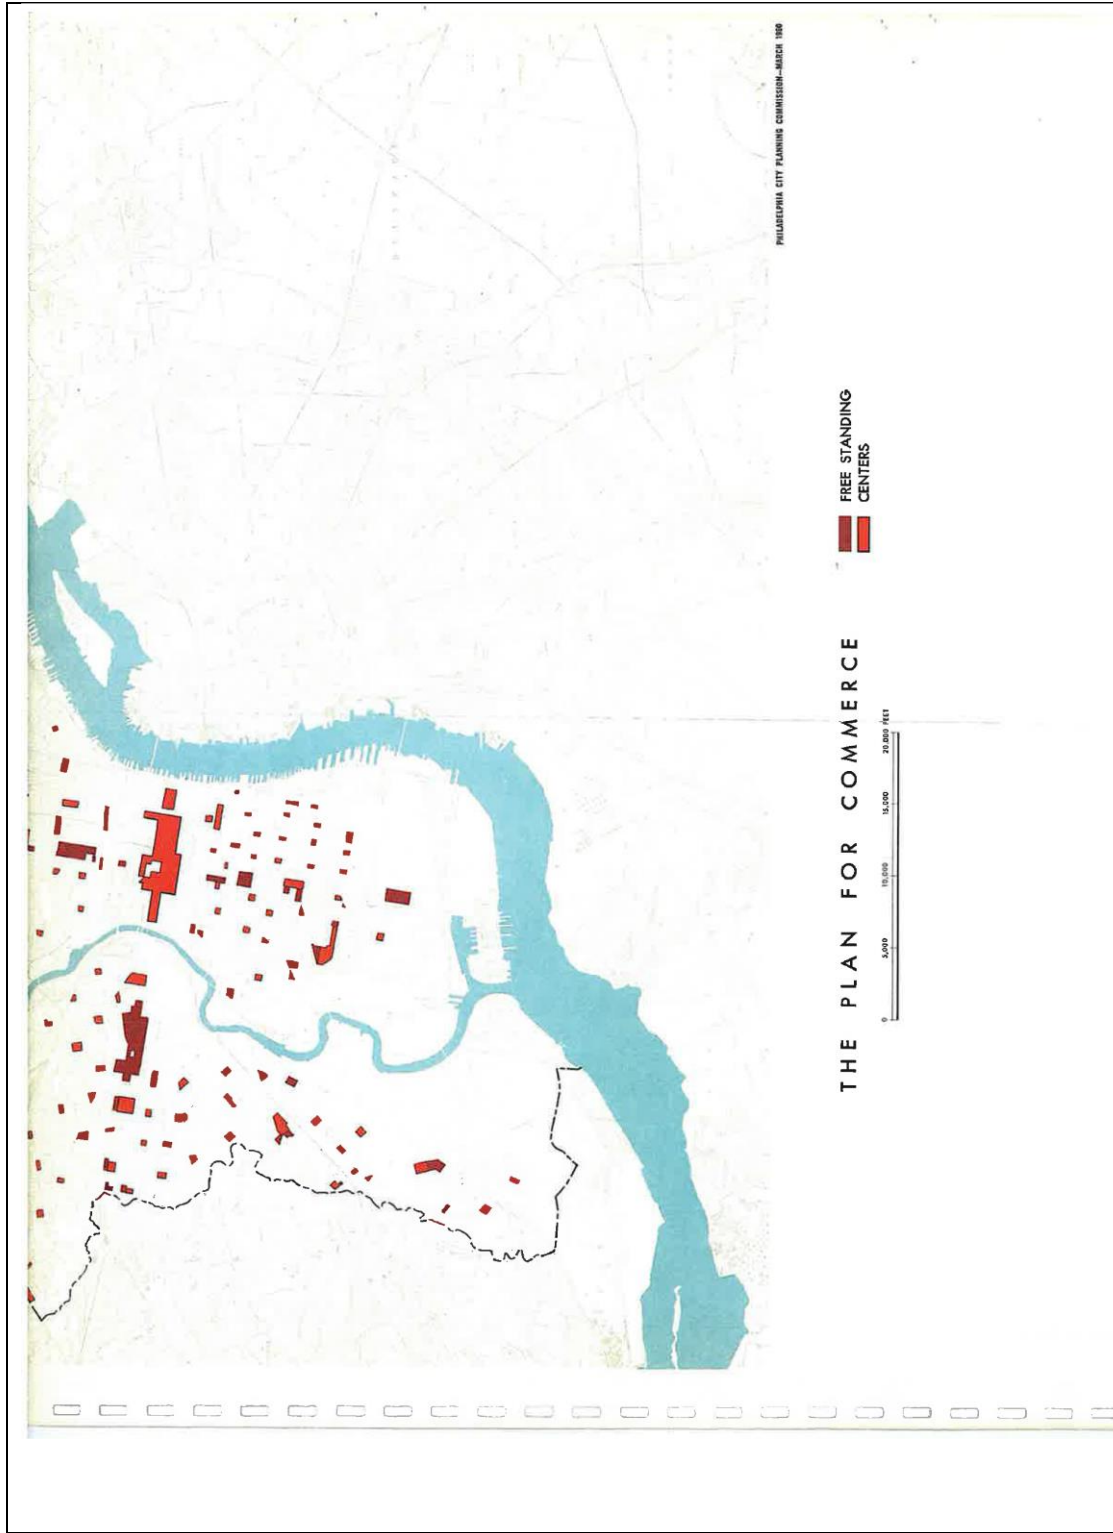 PHILADELPHIA CITY PLANNING COMMISSION—MARCH 1960
FREE STANDING
CENTERS
THE PLAN FOR COMMERCE
0 5,000 10,000 15,000 20,000 FEET